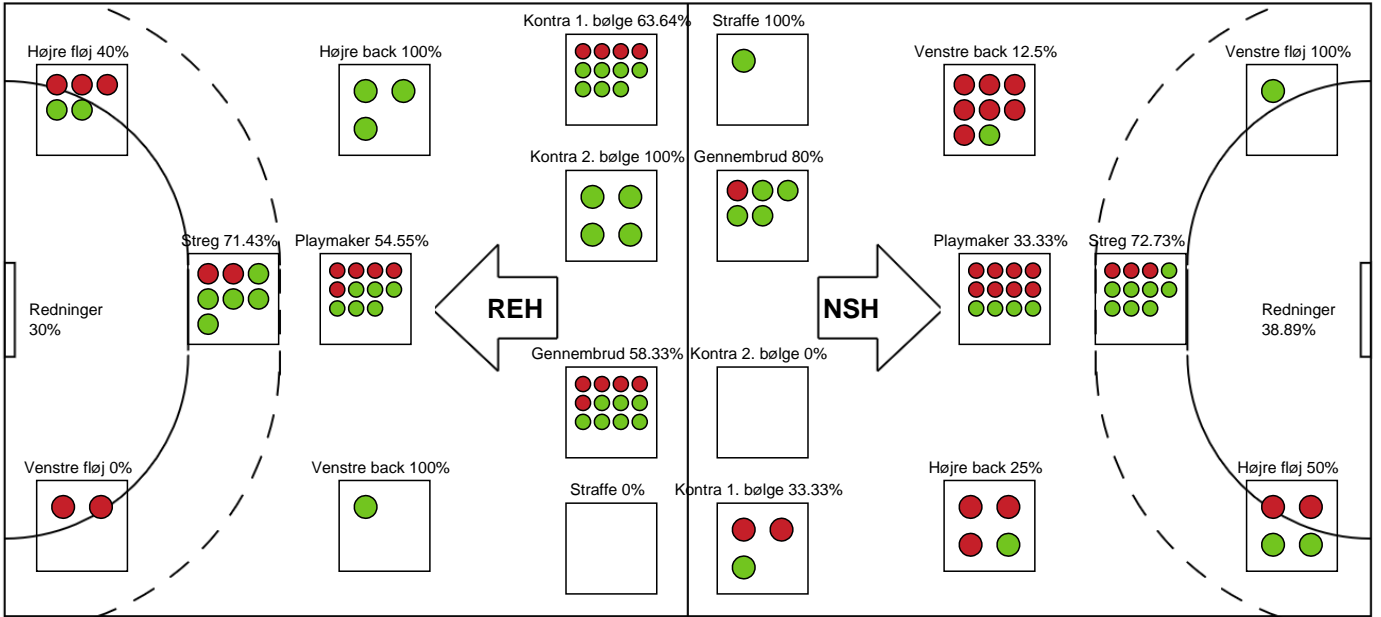 Kontra 1. bølge 63.64%
Straffe 100%
Højre fløj 40%
Højre back 100%
Venstre back 12.5%
Venstre fløj 100%
Kontra 2. bølge 100%
Gennembrud 80%
Streg 71.43%
Playmaker 54.55%
Playmaker 33.33%
Streg 72.73%
Redninger
30%
REH
NSH
Redninger
38.89%
Gennembrud 58.33%
Kontra 2. bølge 0%
Venstre fløj 0%
Venstre back 100%
Straffe 0%
Kontra 1. bølge 33.33%
Højre back 25%
Højre fløj 50%